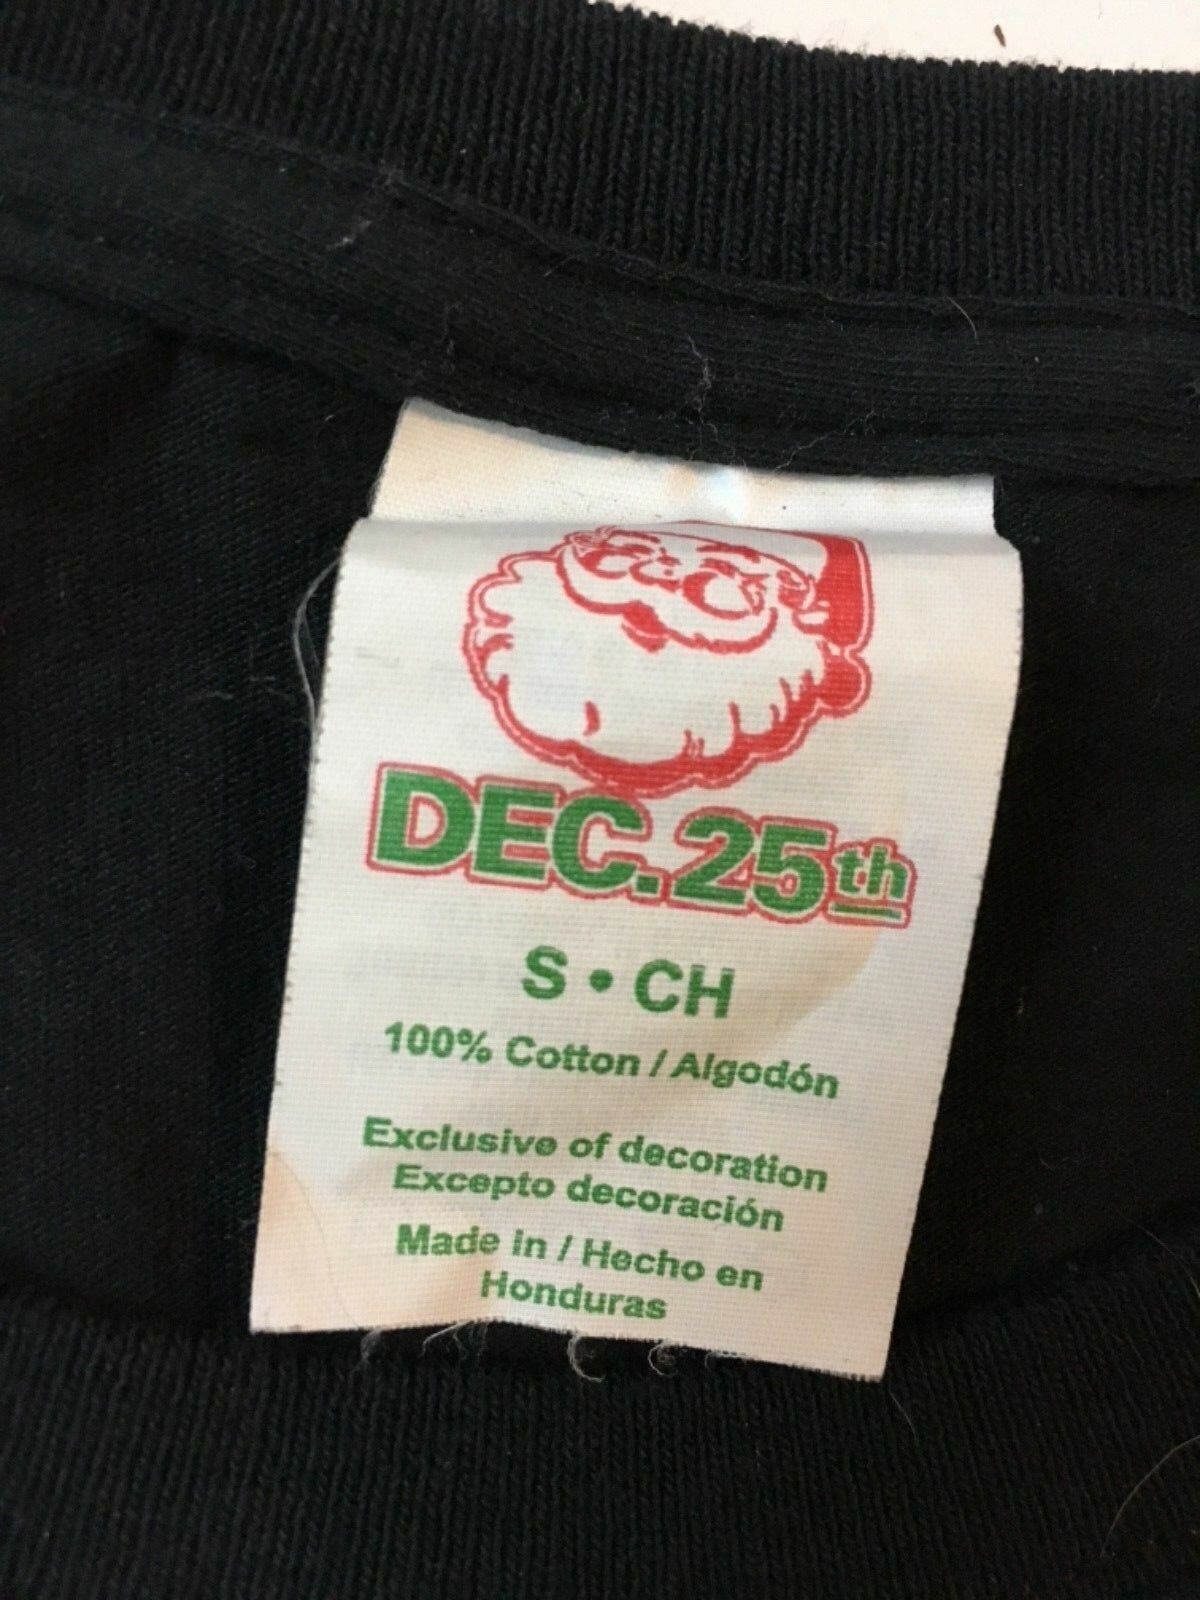 DEC.25th
S • CH
100% Cotton / Algodón
Exclusive of decoration
Excepto decoración
Made in / Hecho en
Honduras